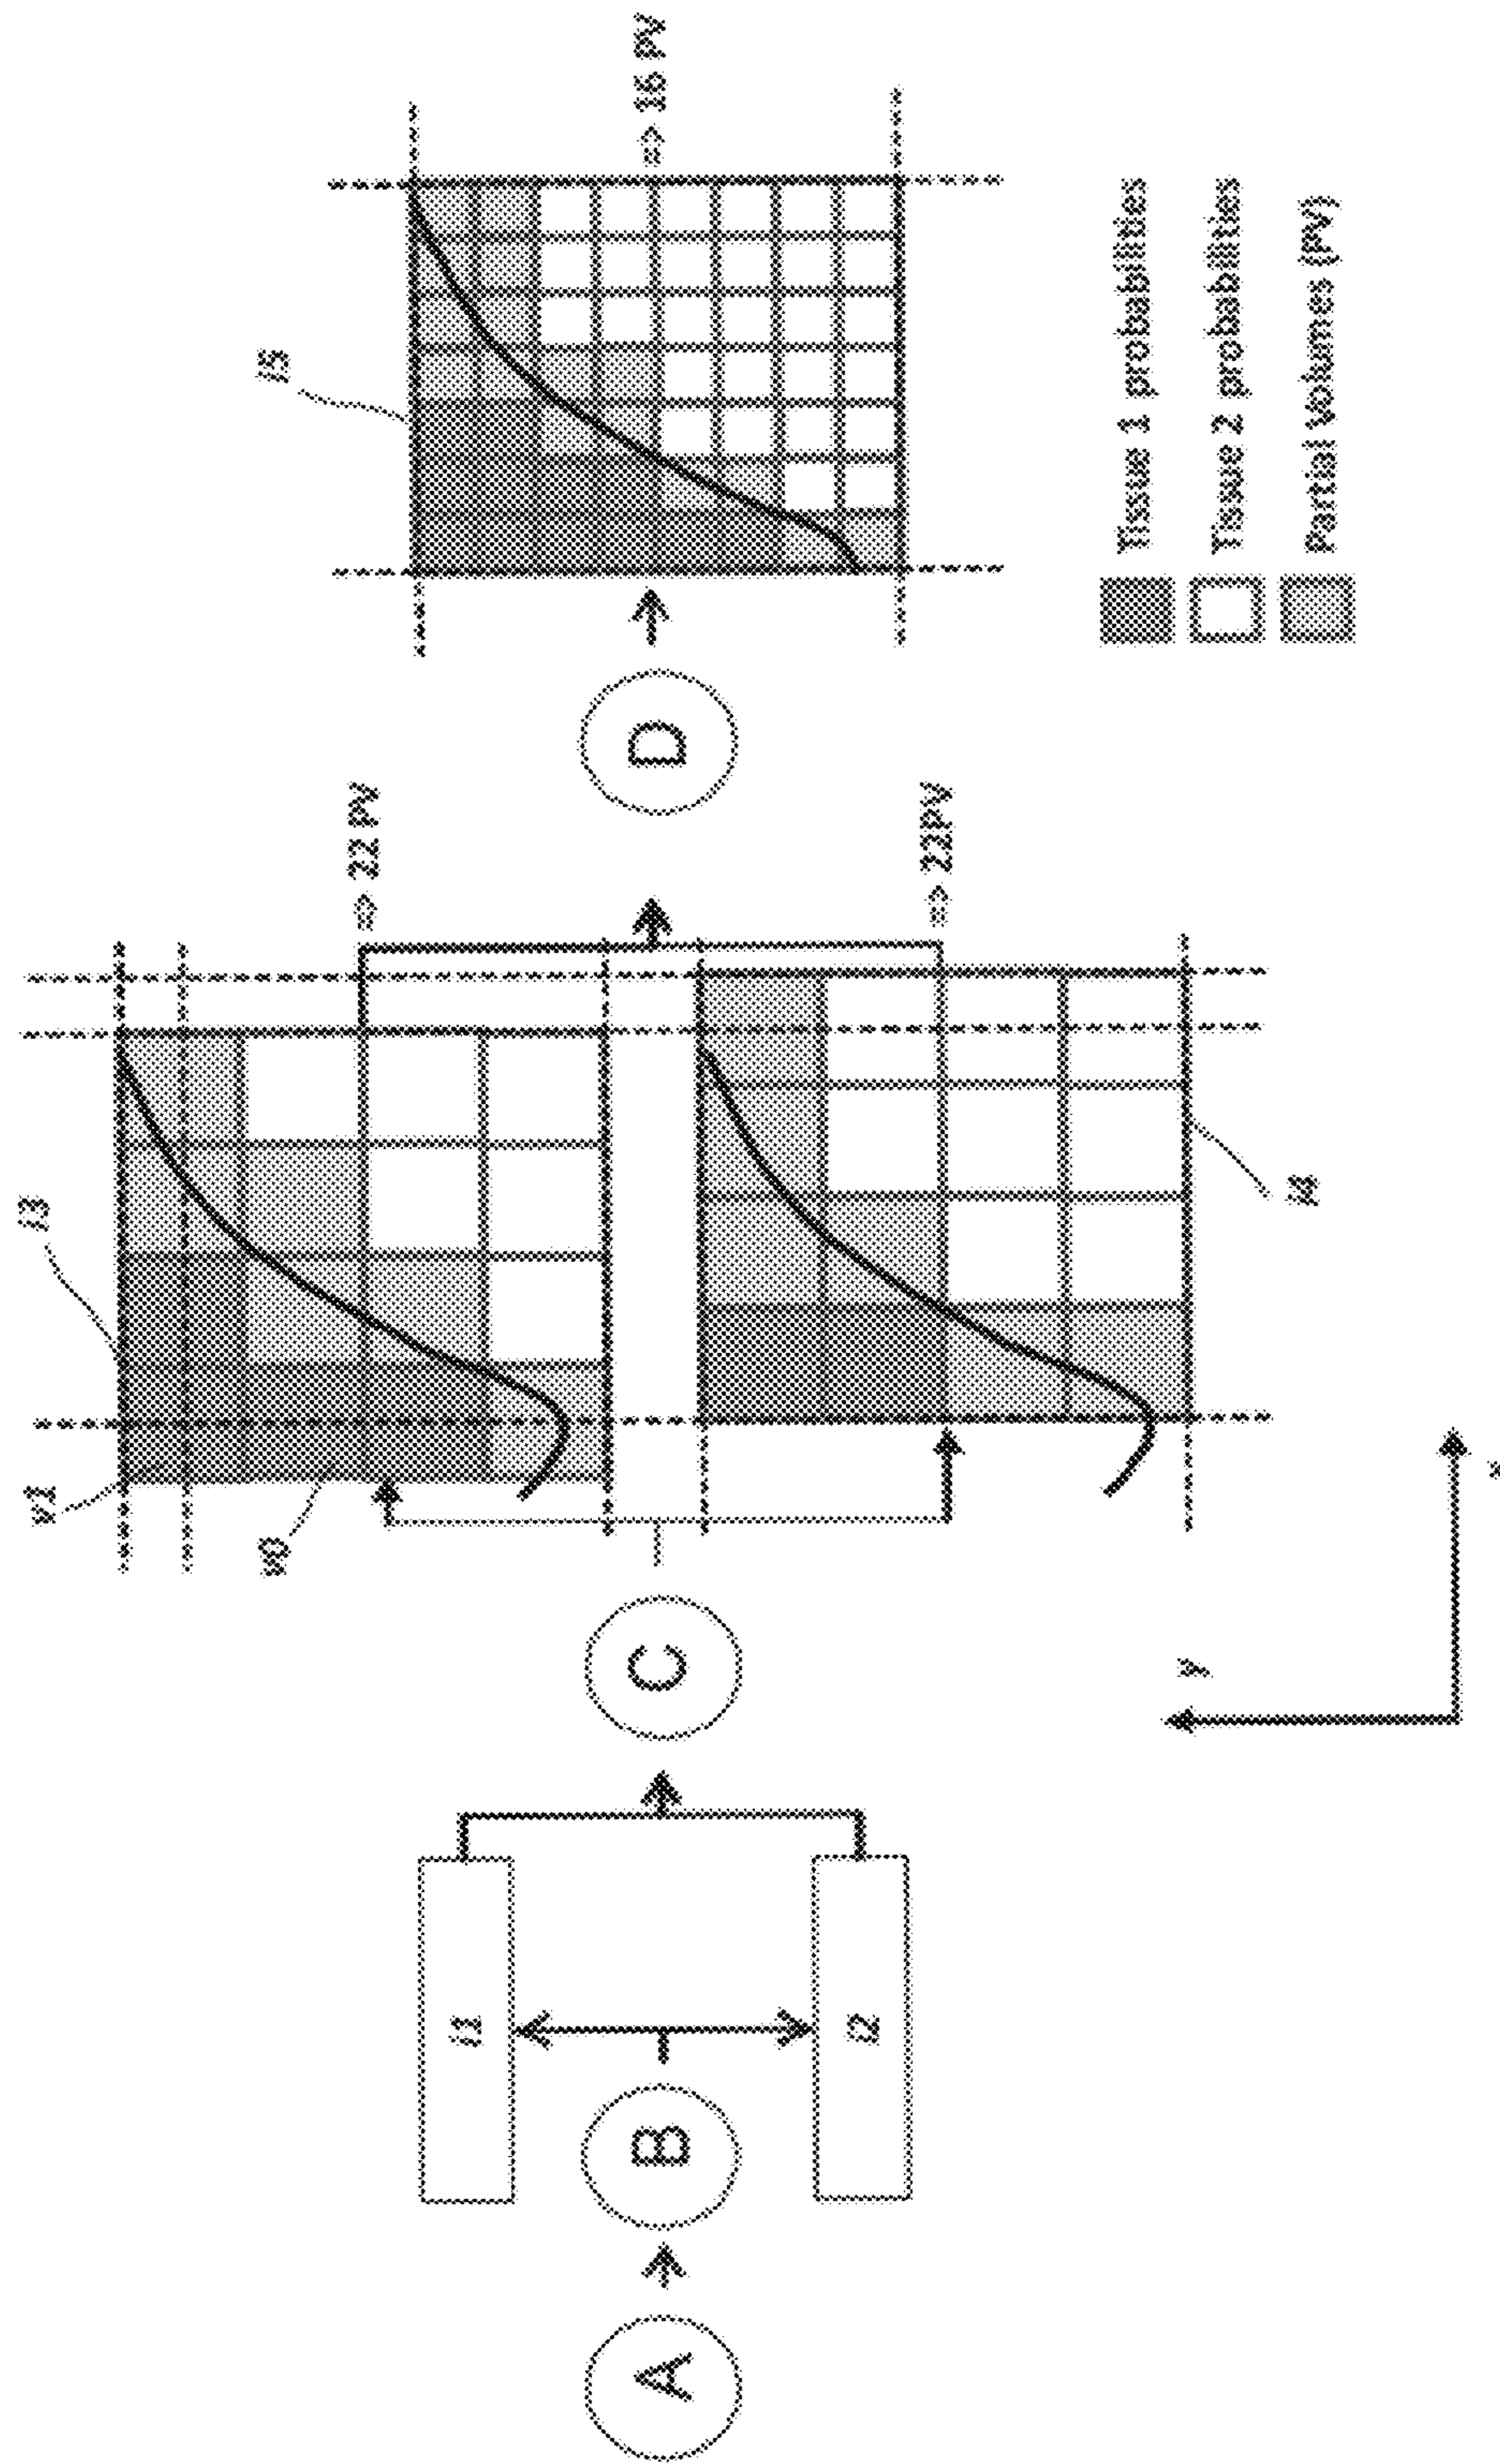 v1
i3
=> 22 PV
i5
v0
i1
A
B
C
D
=> 16 PV
i2
=> 22PV
i4
y
x
Tissue 1 probabilities
Tissue 2 probabilities
Partial Volumes (PV)